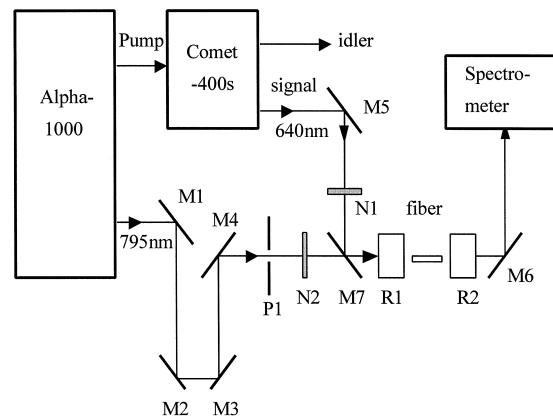 Pump
Comet
-400s
idler
Spectro-
meter
Alpha-
1000
signal
640nm
M5
M1
795nm
M4
N1
fiber
P1
N2
M7
R1
R2
M6
M2
M3